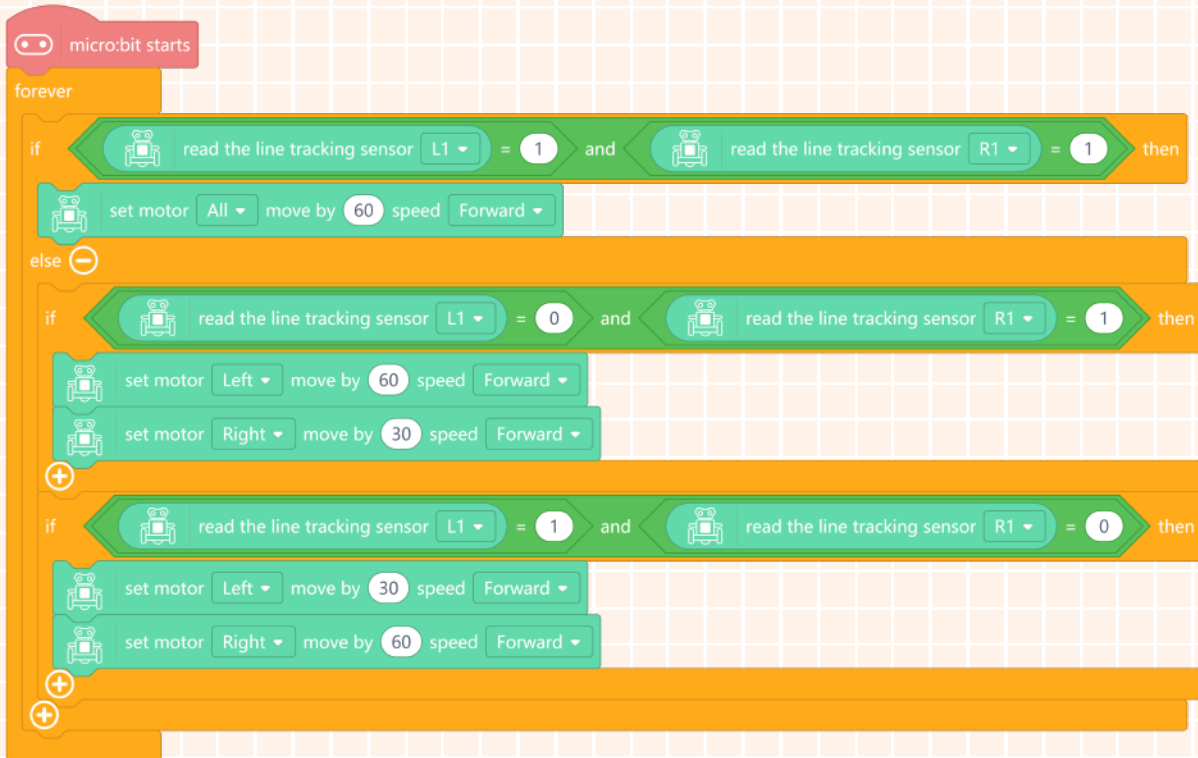 micro:bit starts
forever
if read the line tracking sensor L1 = 1 and read the line tracking sensor R1 = 1 then
set motor All move by 60 speed Forward
else
if read the line tracking sensor L1 = 0 and read the line tracking sensor R1 = 1 then
set motor Left move by 60 speed Forward
set motor Right move by 30 speed Forward
if read the line tracking sensor L1 = 1 and read the line tracking sensor R1 = 0 then
set motor Left move by 30 speed Forward
set motor Right move by 60 speed Forward